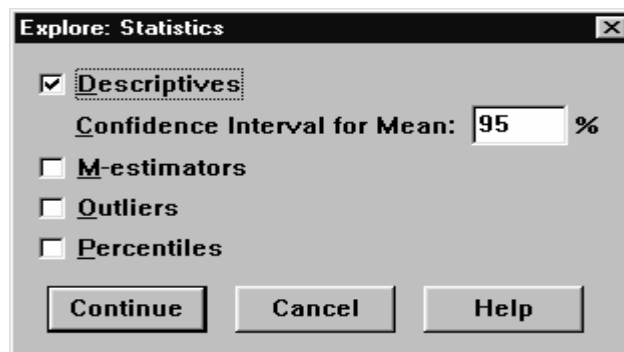 Explore: Statistics
Descriptives
Confidence Interval for Mean: 95 %
M-estimators
Outliers
Percentiles
Continue Cancel Help